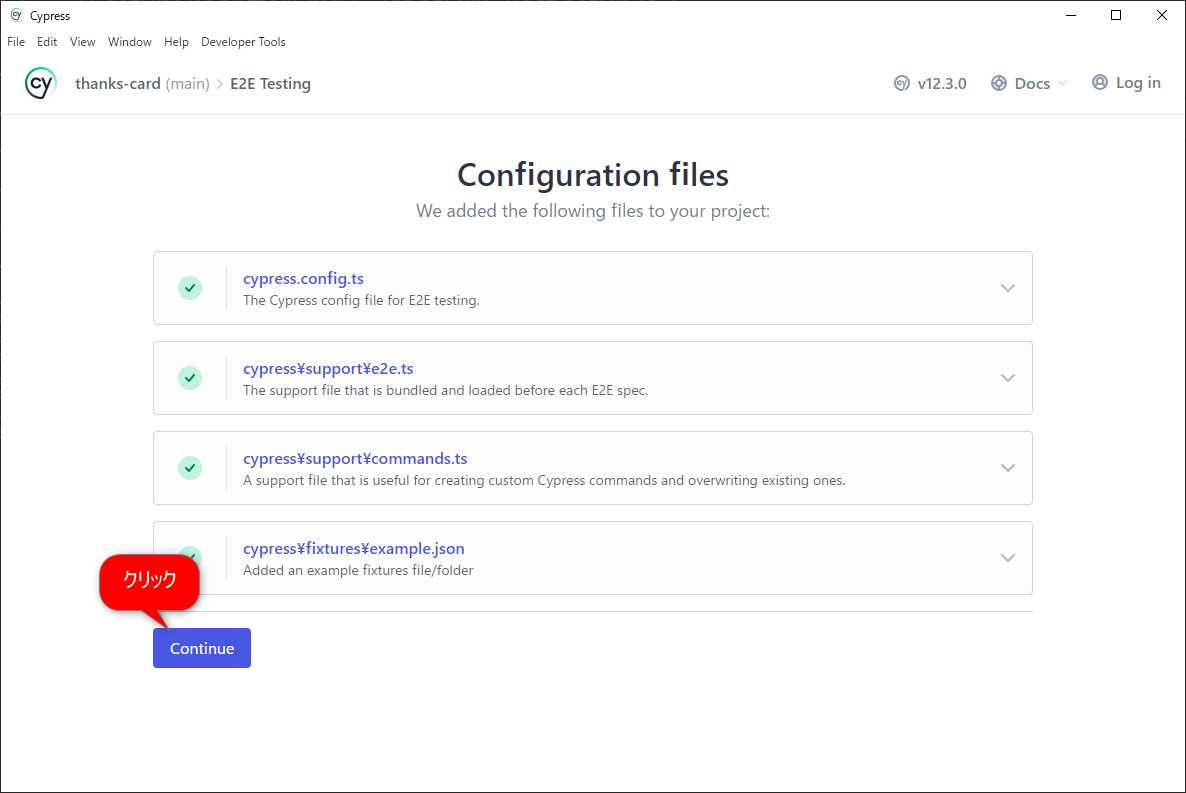 Cypress
File Edit View Window Help Developer Tools
cy thanks-card (main) > E2E Testing v12.3.0 Docs Log in
Configuration files
We added the following files to your project:
cypress.config.ts
The Cypress config file for E2E testing.
cypress¥support¥e2e.ts
The support file that is bundled and loaded before each E2E spec.
cypress¥support¥commands.ts
A support file that is useful for creating custom Cypress commands and overwriting existing ones.
cypress¥fixtures¥example.json
Added an example fixtures file/folder
クリック
Continue